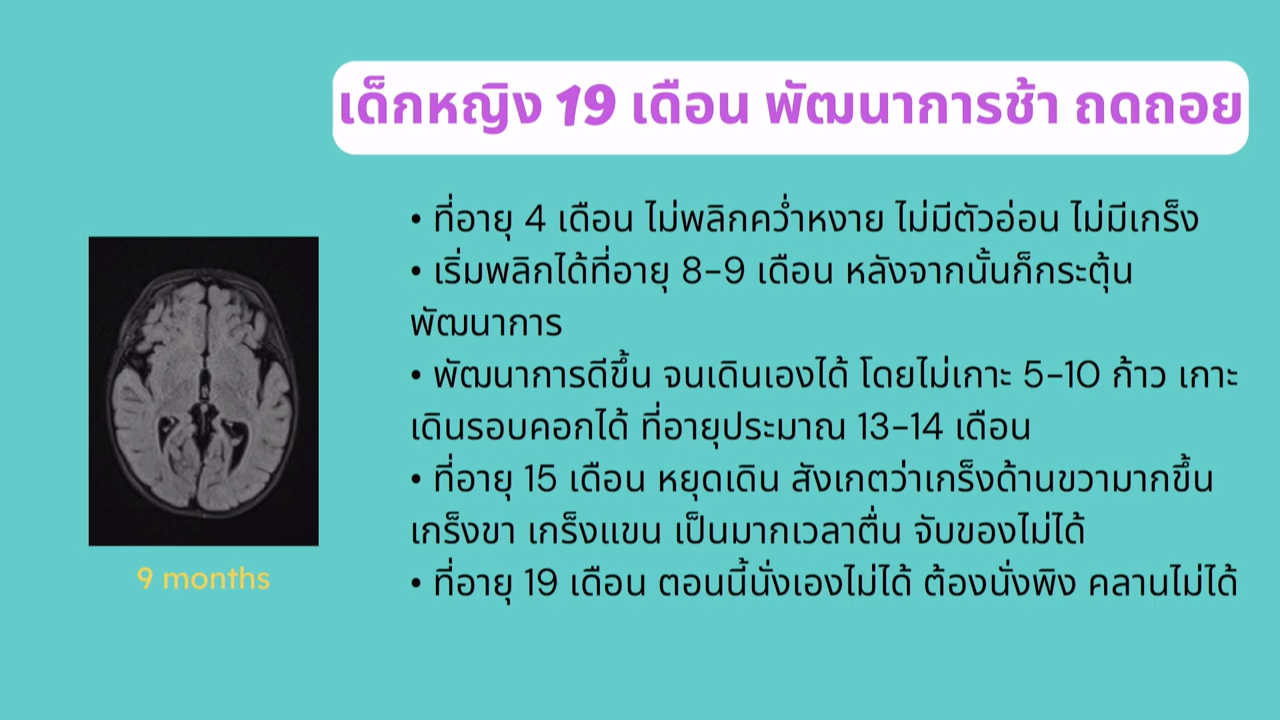 เด็กหญิง 19 เดือน พัฒนาการช้า ถดถอย
• ที่อายุ 4 เดือน ไม่พลิกคว่ำหงาย ไม่มีตัวอ่อน ไม่มีเกร็ง
• เริ่มพลิกได้ที่อายุ 8-9 เดือน หลังจากนั้นก็กระตุ้น
พัฒนาการ
• พัฒนาการดีขึ้น จนเดินเองได้ โดยไม่เกาะ 5-10 ก้าว เกาะ
เดินรอบคอกได้ ที่อายุประมาณ 13-14 เดือน
• ที่อายุ 15 เดือน หยุดเดิน สังเกตว่าเกร็งด้านขวามากขึ้น
เกร็งขา เกร็งแขน เป็นมากเวลาตื่น จับของไม่ได้
• ที่อายุ 19 เดือน ตอนนี้นั่งเองไม่ได้ ต้องนั่งพิง คลานไม่ได้
9 months